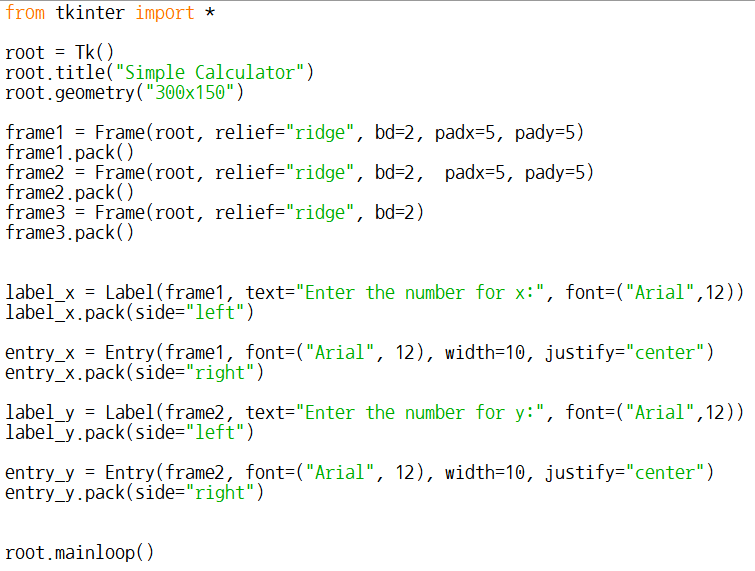 from tkinter import *
root = Tk()
root.title("Simple Calculator")
root.geometry("300x150")
frame1 = Frame(root, relief="ridge", bd=2, padx=5, pady=5)
frame1.pack()
frame2 = Frame(root, relief="ridge", bd=2,  padx=5, pady=5)
frame2.pack()
frame3 = Frame(root, relief="ridge", bd=2)
frame3.pack()
label_x = Label(frame1, text="Enter the number for x:", font=("Arial",12))
label_x.pack(side="left")
entry_x = Entry(frame1, font=("Arial", 12), width=10, justify="center")
entry_x.pack(side="right")
label_y = Label(frame2, text="Enter the number for y:", font=("Arial",12))
label_y.pack(side="left")
entry_y = Entry(frame2, font=("Arial", 12), width=10, justify="center")
entry_y.pack(side="right")
root.mainloop()